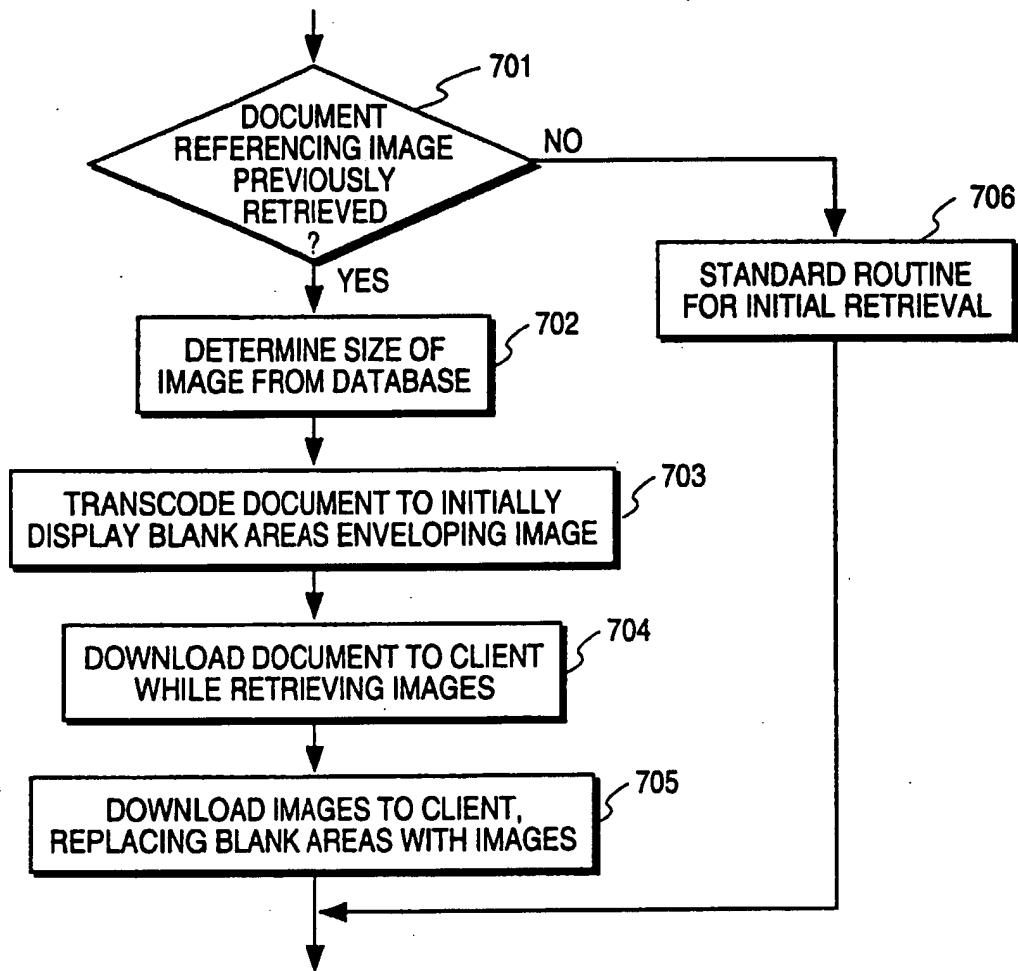 701
DOCUMENT
REFERENCING IMAGE
PREVIOUSLY
RETRIEVED
?
NO
YES
706
STANDARD ROUTINE
FOR INITIAL RETRIEVAL
702
DETERMINE SIZE OF
IMAGE FROM DATABASE
703
TRANSCODE DOCUMENT TO INITIALLY
DISPLAY BLANK AREAS ENVELOPING IMAGE
704
DOWNLOAD DOCUMENT TO CLIENT
WHILE RETRIEVING IMAGES
705
DOWNLOAD IMAGES TO CLIENT,
REPLACING BLANK AREAS WITH IMAGES